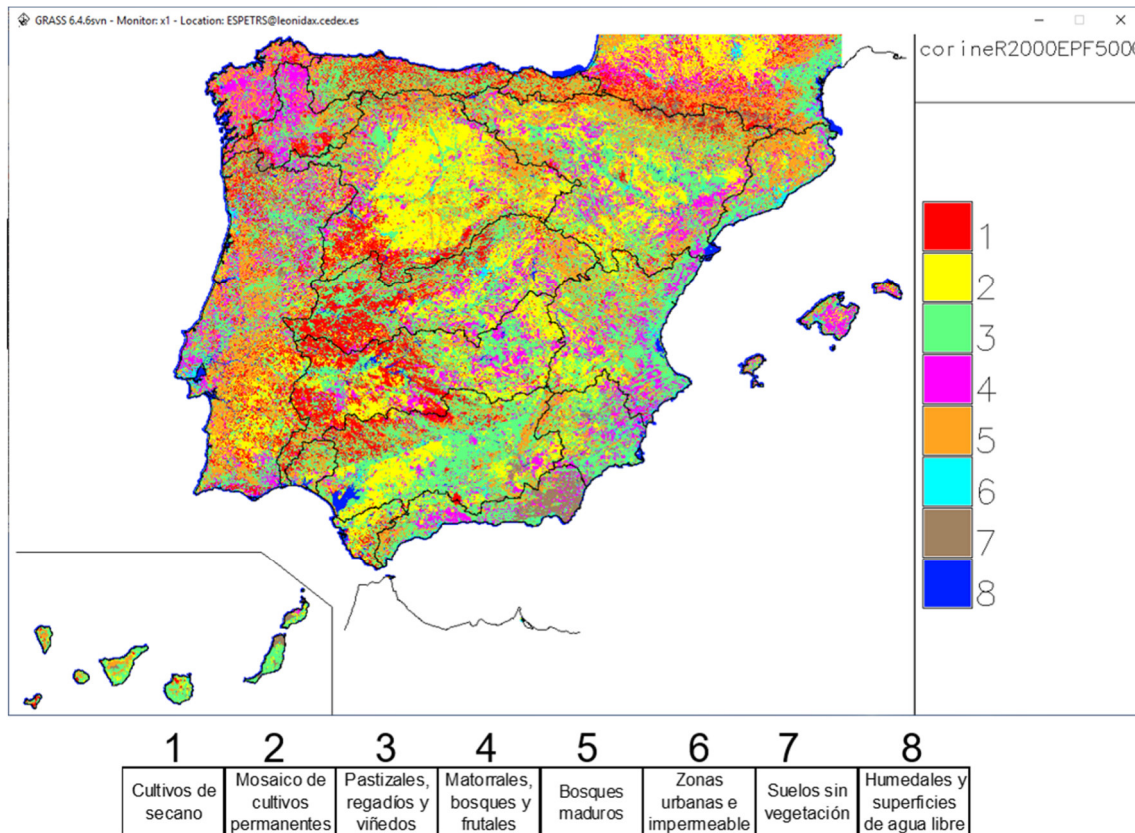 GRASS 6.4.6svn - Monitor: x1 - Location: ESPETRS@leonidax.cedex.es
corineR2000EPF5000
1
2
3
4
5
6
7
8
1 2 3 4 5 6 7 8
Cultivos de secano
Mosaico de cultivos permanentes
Pastizales, regadíos y viñedos
Matorrales, bosques y frutales
Bosques maduros
Zonas urbanas e impermeable
Suelos sin vegetación
Humedales y superficies de agua libre